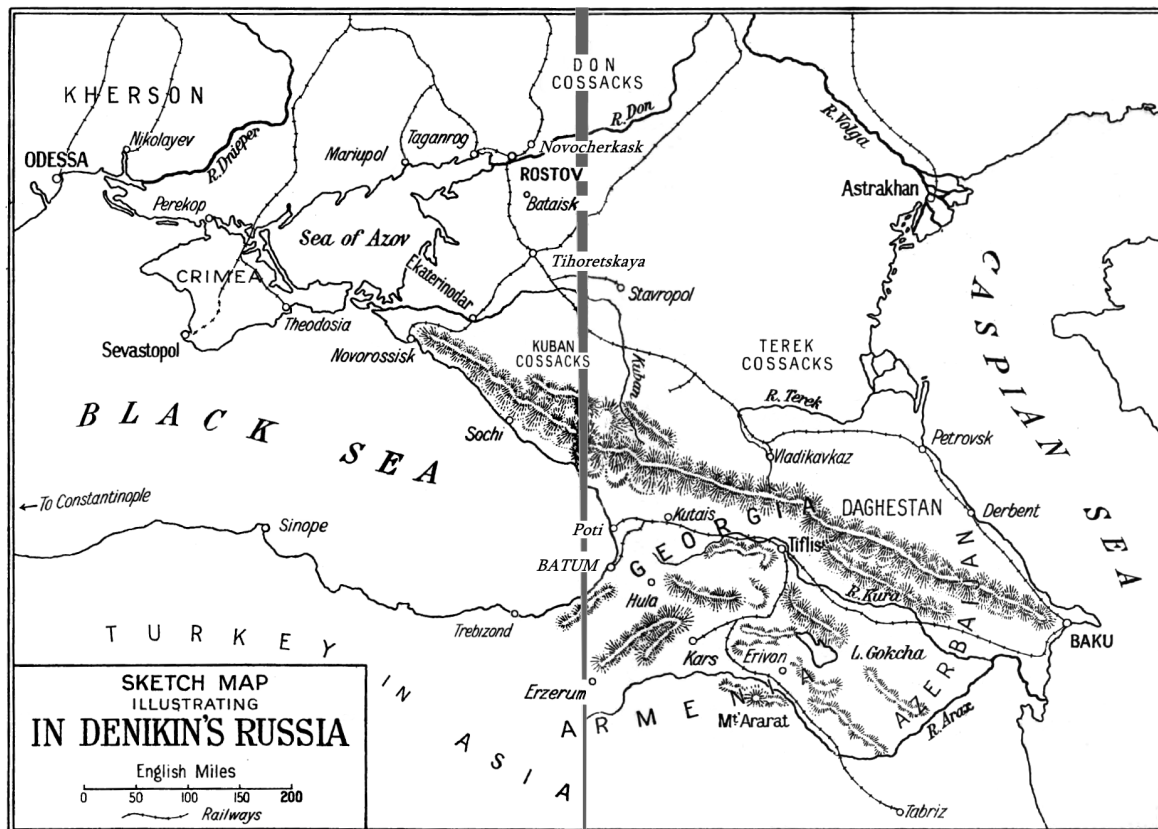 KHERSON
DON
COSSACKS
Nikolayev
ODESSA
R. Dnieper
Mariupol
Taganrog
R. Don
Novocherkask
ROSTOV
Bataisk
R. Volga
Astrakhan
Perekop
Sea of Azov
CRIMEA
Ekaterinodar
Tihoretskaya
Stavropol
Theodosia
Sevastopol
Novorossisk
KUBAN
COSSACKS
Kuban
TEREK
COSSACKS
R. Terek
CASPIAN SEA
BLACK SEA
Sochi
Vladikavkaz
Petrovsk
← To Constantinople
Sinope
Poti
Kutais
GEORGIA
DAGHESTAN
Derbent
BATUM
Tiflis
Hula
R. Kura
Trebizond
BAKU
TURKEY IN ASIA
Kars
Erivon
L. Gokcha
AZERBAIJAN
Erzerum
ARMENIA
Mt Ararat
R. Arax
Tabriz
SKETCH MAP
ILLUSTRATING
IN DENIKIN'S RUSSIA
English Miles
0 50 100 150 200
Railways